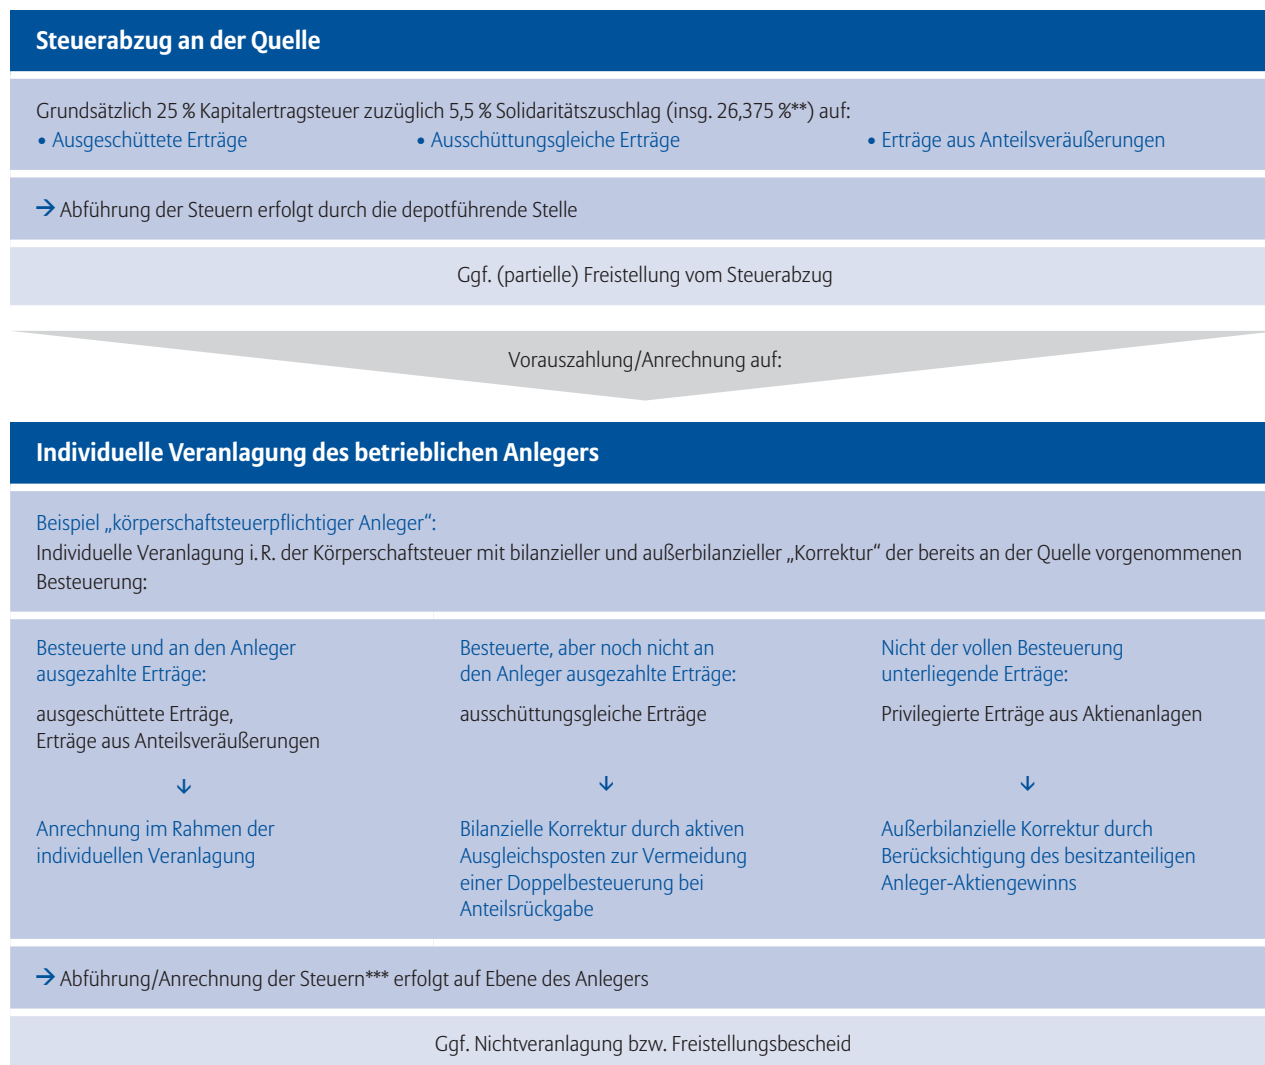 Steuerabzug an der Quelle
Grundsätzlich 25 % Kapitalertragsteuer zuzüglich 5,5 % Solidaritätszuschlag (insg. 26,375 %**) auf:
• Ausgeschüttete Erträge
• Ausschüttungsgleiche Erträge
• Erträge aus Anteilsveräußerungen
→ Abführung der Steuern erfolgt durch die depotführende Stelle
Ggf. (partielle) Freistellung vom Steuerabzug
Vorauszahlung/Anrechnung auf:
Individuelle Veranlagung des betrieblichen Anlegers
Beispiel „körperschaftsteuerpflichtiger Anleger“:
Individuelle Veranlagung i. R. der Körperschaftsteuer mit bilanzieller und außerbilanzieller „Korrektur“ der bereits an der Quelle vorgenommenen
Besteuerung:
Besteuerte und an den Anleger
ausgezahlte Erträge:
ausgeschüttete Erträge,
Erträge aus Anteilsveräußerungen
↓
Anrechnung im Rahmen der
individuellen Veranlagung
Besteuerte, aber noch nicht an
den Anleger ausgezahlte Erträge:
ausschüttungsgleiche Erträge
↓
Bilanzielle Korrektur durch aktiven
Ausgleichsposten zur Vermeidung
einer Doppelbesteuerung bei
Anteilsrückgabe
Nicht der vollen Besteuerung
unterliegende Erträge:
Privilegierte Erträge aus Aktienanlagen
↓
Außerbilanzielle Korrektur durch
Berücksichtigung des besitzanteiligen
Anleger-Aktiengewinns
→ Abführung/Anrechnung der Steuern*** erfolgt auf Ebene des Anlegers
Ggf. Nichtveranlagung bzw. Freistellungsbescheid